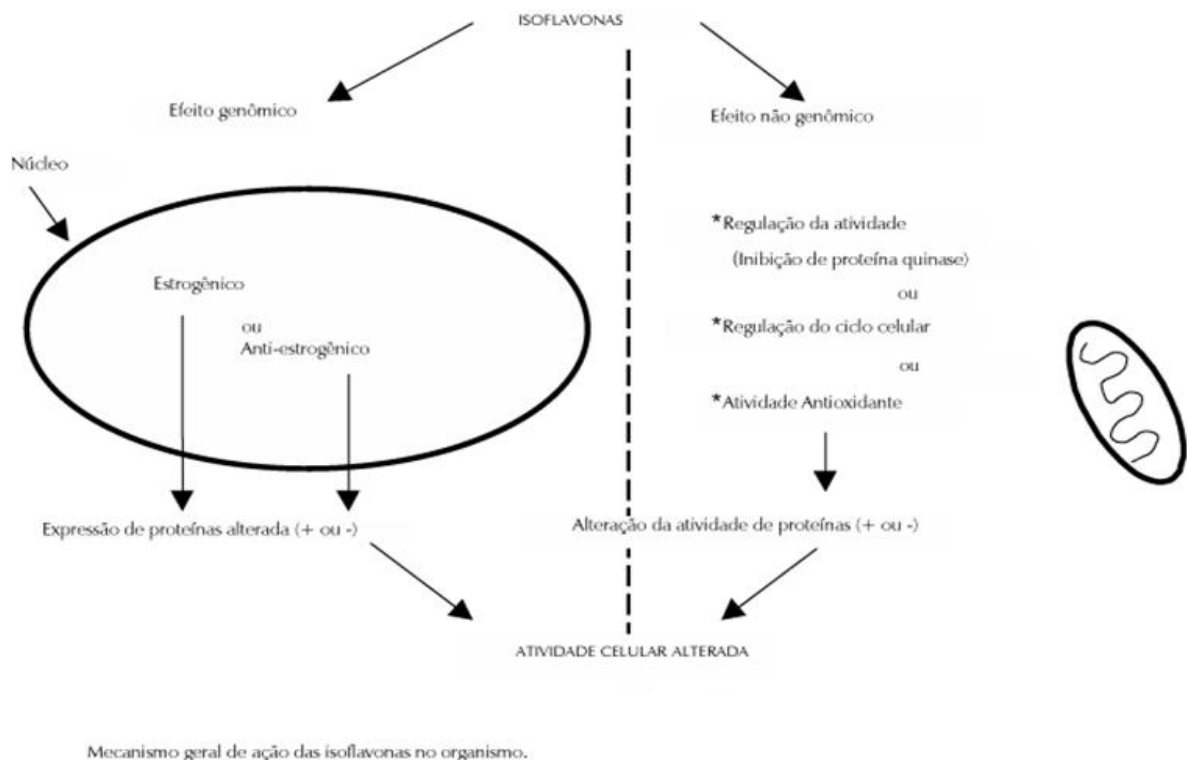 ISOFLAVONAS
Efeito genômico
Efeito não genômico
Núcleo
Estrogênico
ou
Anti-estrogênico
*Regulação da atividade
(Inibição de proteína quinase)
ou
*Regulação do ciclo celular
ou
*Atividade Antioxidante
Expressão de proteínas alterada (+ ou -)
Alteração da atividade de proteínas (+ ou -)
ATIVIDADE CELULAR ALTERADA
Mecanismo geral de ação das isoflavonas no organismo.